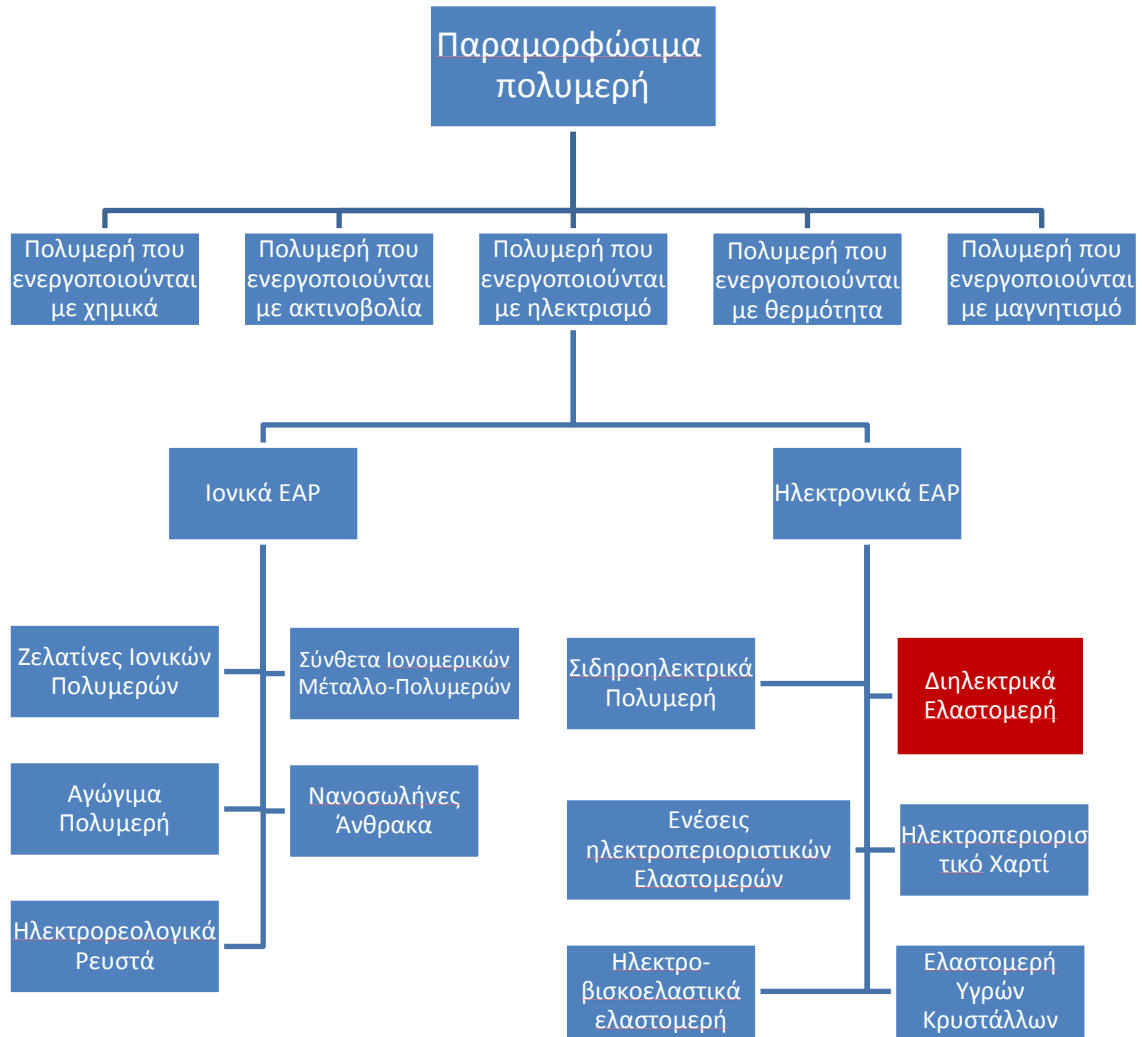 Παραμορφώσιμα
πολυμερή
Πολυμερή που
ενεργοποιούνται
με χημικά
Πολυμερή που
ενεργοποιούνται
με ακτινοβολία
Πολυμερή που
ενεργοποιούνται
με ηλεκτρισμό
Πολυμερή που
ενεργοποιούνται
με θερμότητα
Πολυμερή που
ενεργοποιούνται
με μαγνητισμό
Ιονικά EAP
Ηλεκτρονικά EAP
Ζελατίνες Ιονικών
Πολυμερών
Σύνθετα Ιονομερικών
Μέταλλο-Πολυμερών
Αγώγιμα
Πολυμερή
Νανοσωλήνες
Άνθρακα
Ηλεκτρορεολογικά
Ρευστά
Σιδηροηλεκτρικά
Πολυμερή
Διηλεκτρικά
Ελαστομερή
Ενέσεις
ηλεκτροπεριοριστικών
Ελαστομερών
Ηλεκτροπεριορισ
τικό Χαρτί
Ηλεκτρο-
βισκοελαστικά
ελαστομερή
Ελαστομερή
Υγρών
Κρυστάλλων